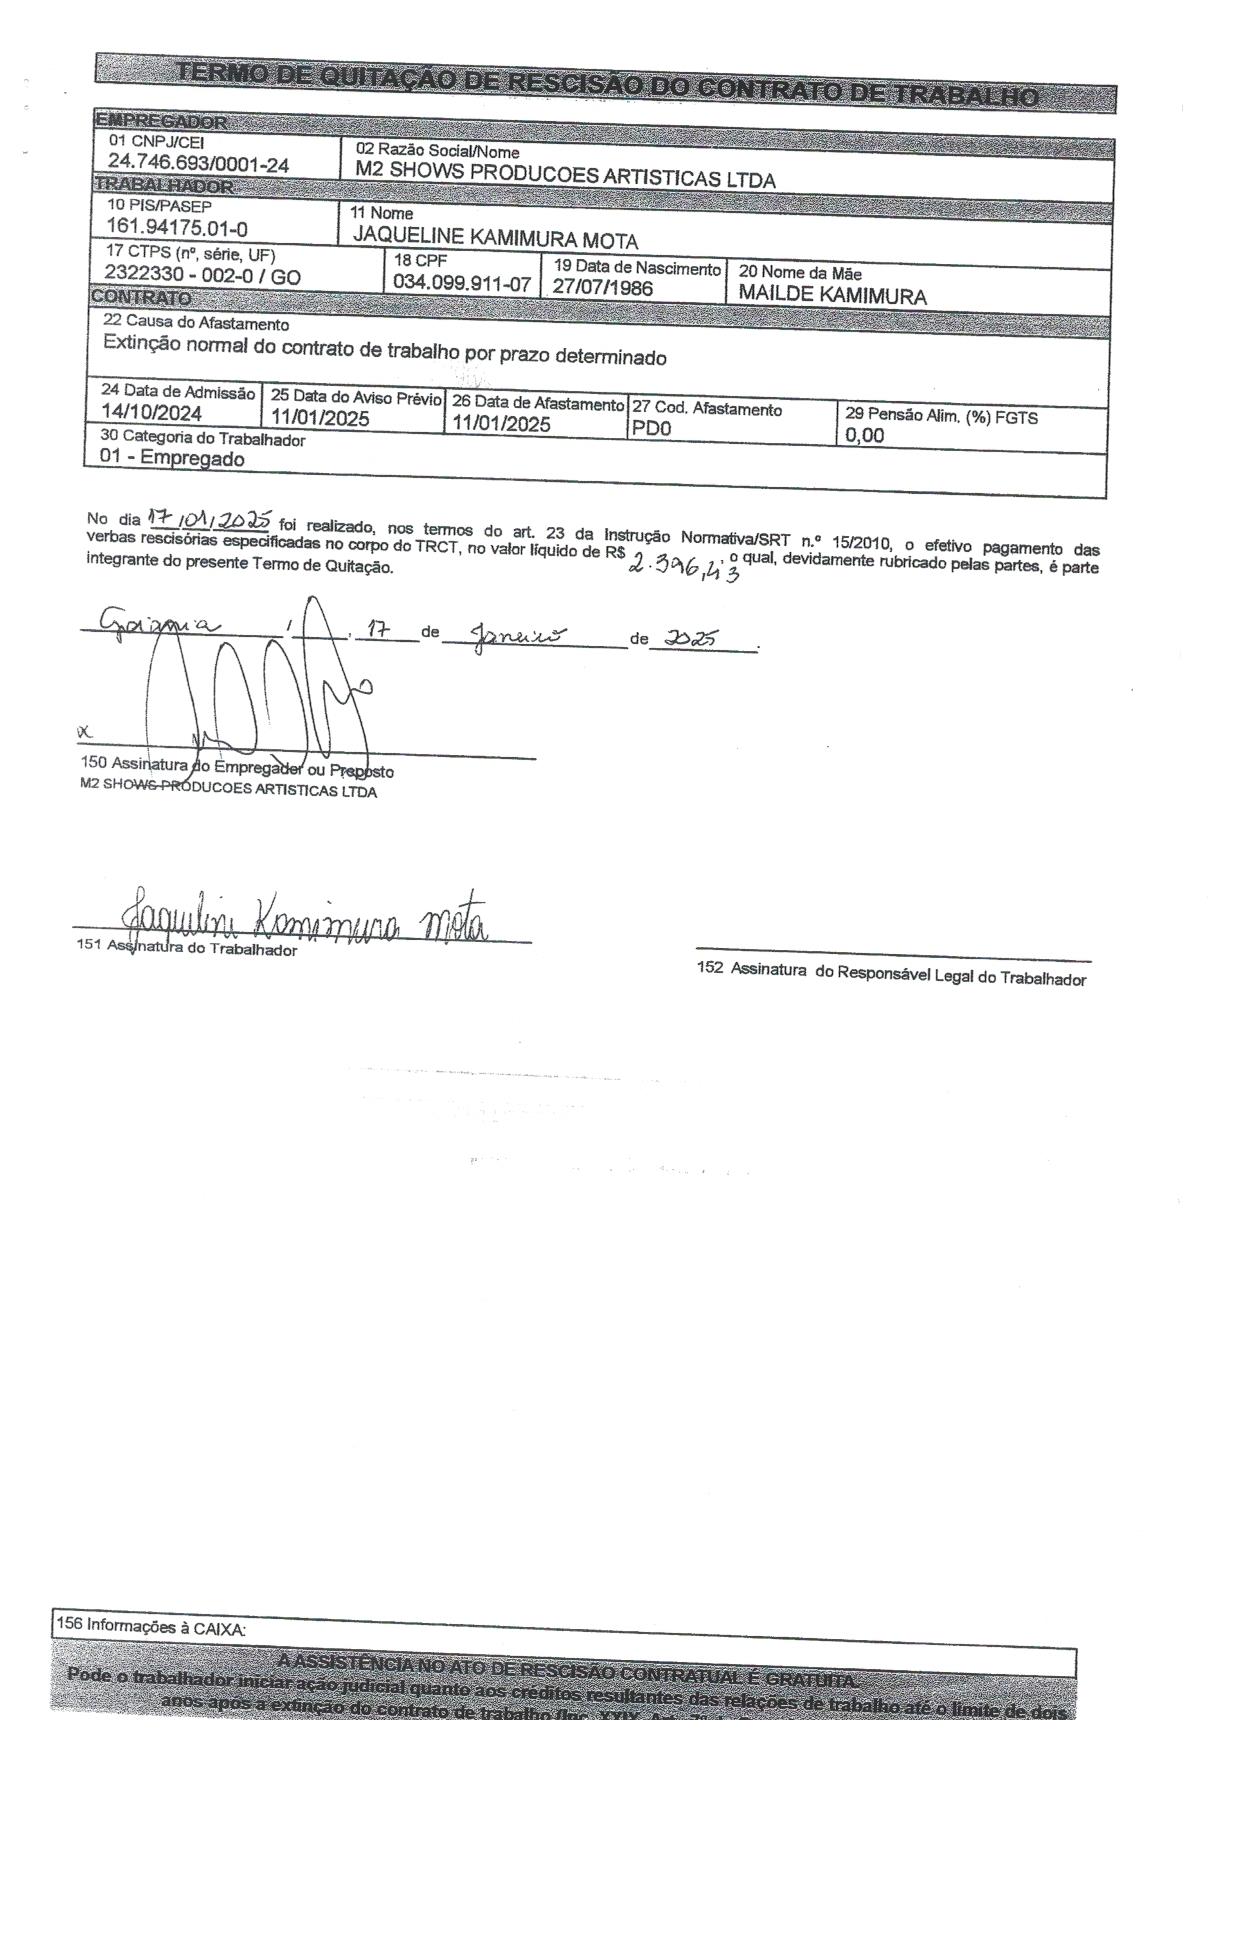 TERMO DE QUITAÇÃO DE RESCISÃO DO CONTRATO DE TRABALHO
EMPREGADOR
01 CNPJ/CEI 02 Razão Social/Nome
24.746.693/0001-24 M2 SHOWS PRODUCOES ARTISTICAS LTDA
TRABALHADOR
10 PIS/PASEP 11 Nome
161.94175.01-0 JAQUELINE KAMIMURA MOTA
17 CTPS (nº, série, UF) 18 CPF 19 Data de Nascimento 20 Nome da Mãe
2322330 - 002-0 / GO 034.099.911-07 27/07/1986 MAILDE KAMIMURA
CONTRATO
22 Causa do Afastamento
Extinção normal do contrato de trabalho por prazo determinado
24 Data de Admissão 25 Data do Aviso Prévio 26 Data de Afastamento 27 Cod. Afastamento 29 Pensão Alim. (%) FGTS
14/10/2024 11/01/2025 11/01/2025 PD0 0,00
30 Categoria do Trabalhador
01 - Empregado
No dia 17/01/2025 foi realizado, nos termos do art. 23 da Instrução Normativa/SRT n.º 15/2010, o efetivo pagamento das
verbas rescisórias especificadas no corpo do TRCT, no valor líquido de R$ 2.396,43, o qual, devidamente rubricado pelas partes, é parte
integrante do presente Termo de Quitação.
Goiania / , 17 de Janeiro de 2025.
x
150 Assinatura do Empregador ou Preposto
M2 SHOWS PRODUCOES ARTISTICAS LTDA
Jaqueline Kamimura Mota
151 Assinatura do Trabalhador
152 Assinatura do Responsável Legal do Trabalhador
156 Informações à CAIXA:
A ASSISTÊNCIA NO ATO DE RESCISÃO CONTRATUAL É GRATUITA.
Pode o trabalhador iniciar ação judicial quanto aos créditos resultantes das relações de trabalho até o limite de dois
anos após a extinção do contrato de trabalho (Inc. XXIX, Art. 7º